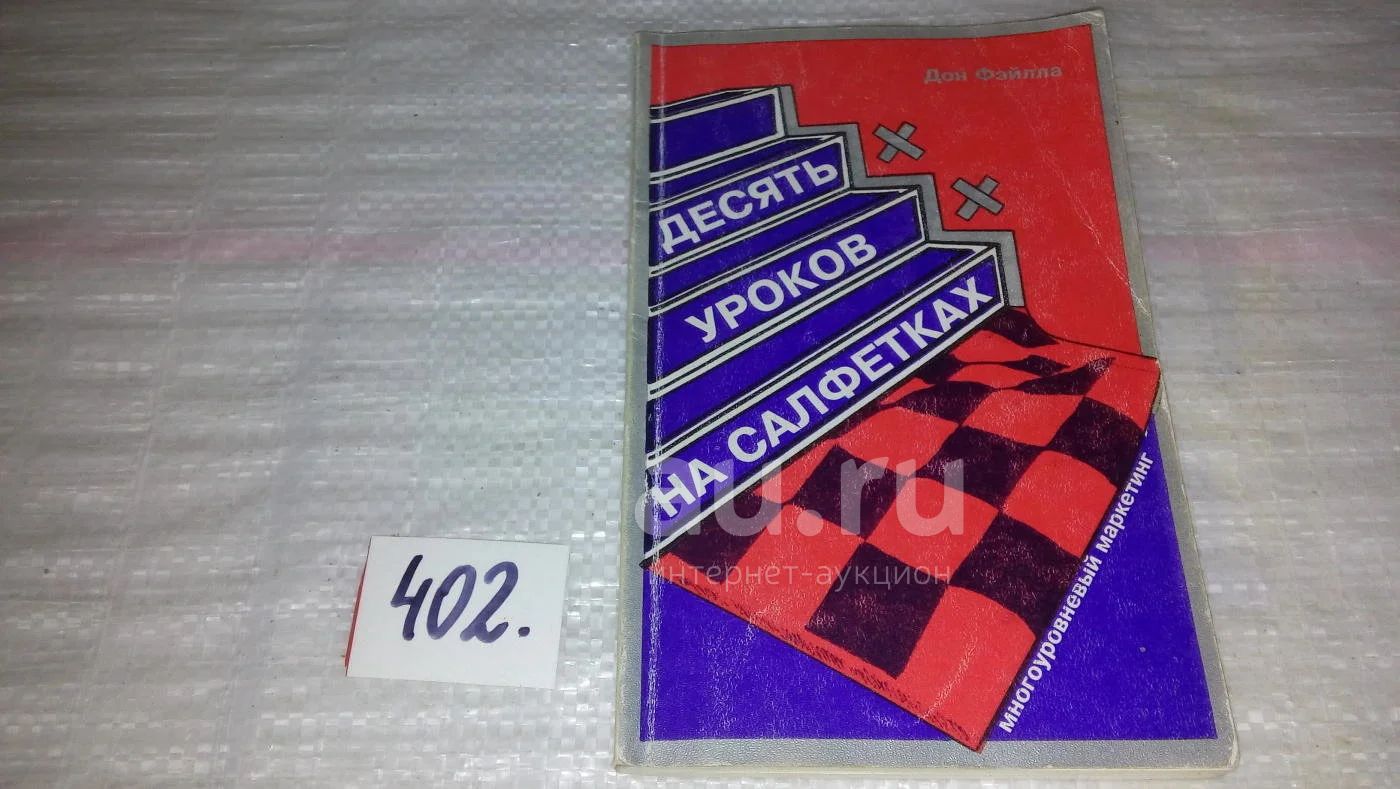 Дон Фэйлла
ДЕСЯТЬ
УРОКОВ
НА САЛФЕТКАХ
au.ru
интернет-аукцион
многоуровневый маркетинг
402.